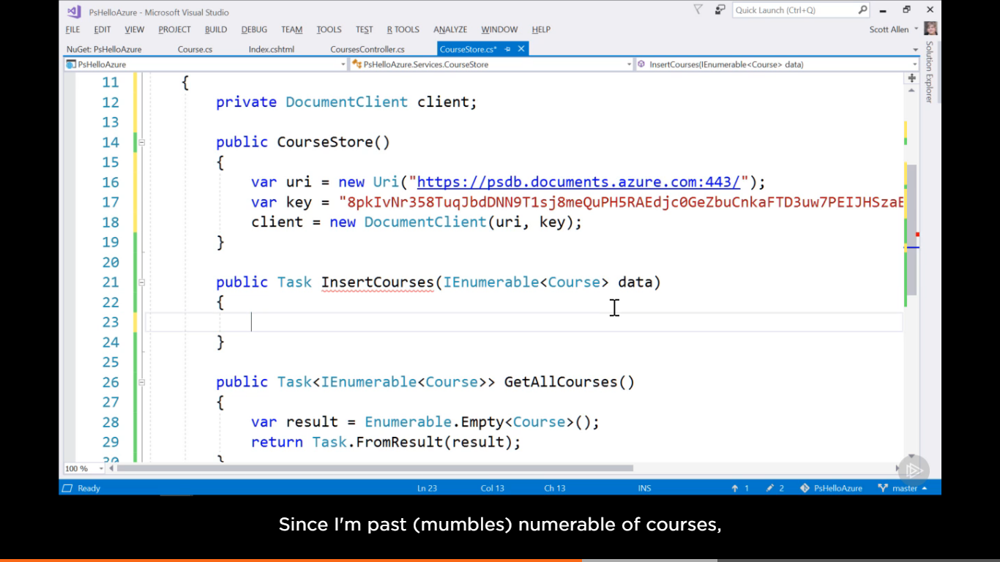 PsHelloAzure - Microsoft Visual Studio
Quick Launch (Ctrl+Q)
FILE EDIT VIEW PROJECT BUILD DEBUG TEAM TOOLS TEST R TOOLS ANALYZE WINDOW HELP
Scott Allen
NuGet: PsHelloAzure Course.cs Index.cshtml CoursesController.cs CourseStore.cs*
PsHelloAzure PsHelloAzure.Services.CourseStore InsertCourses(IEnumerable<Course> data)
Solution Explorer
11 {
12 private DocumentClient client;
13
14 public CourseStore()
15 {
16 var uri = new Uri("https://psdb.documents.azure.com:443/");
17 var key = "8pkIvNr358TuqJbdDNN9T1sj8meQuPH5RAEdjc0GeZbuCnkaFTD3uw7PEIJHSzaE
18 client = new DocumentClient(uri, key);
19 }
20
21 public Task InsertCourses(IEnumerable<Course> data)
22 {
23
24 }
25
26 public Task<IEnumerable<Course>> GetAllCourses()
27 {
28 var result = Enumerable.Empty<Course>();
29 return Task.FromResult(result);
30 }
100 %
Ready Ln 23 Col 13 Ch 13 INS 1 2 PsHelloAzure master
Since I'm past (mumbles) numerable of courses,